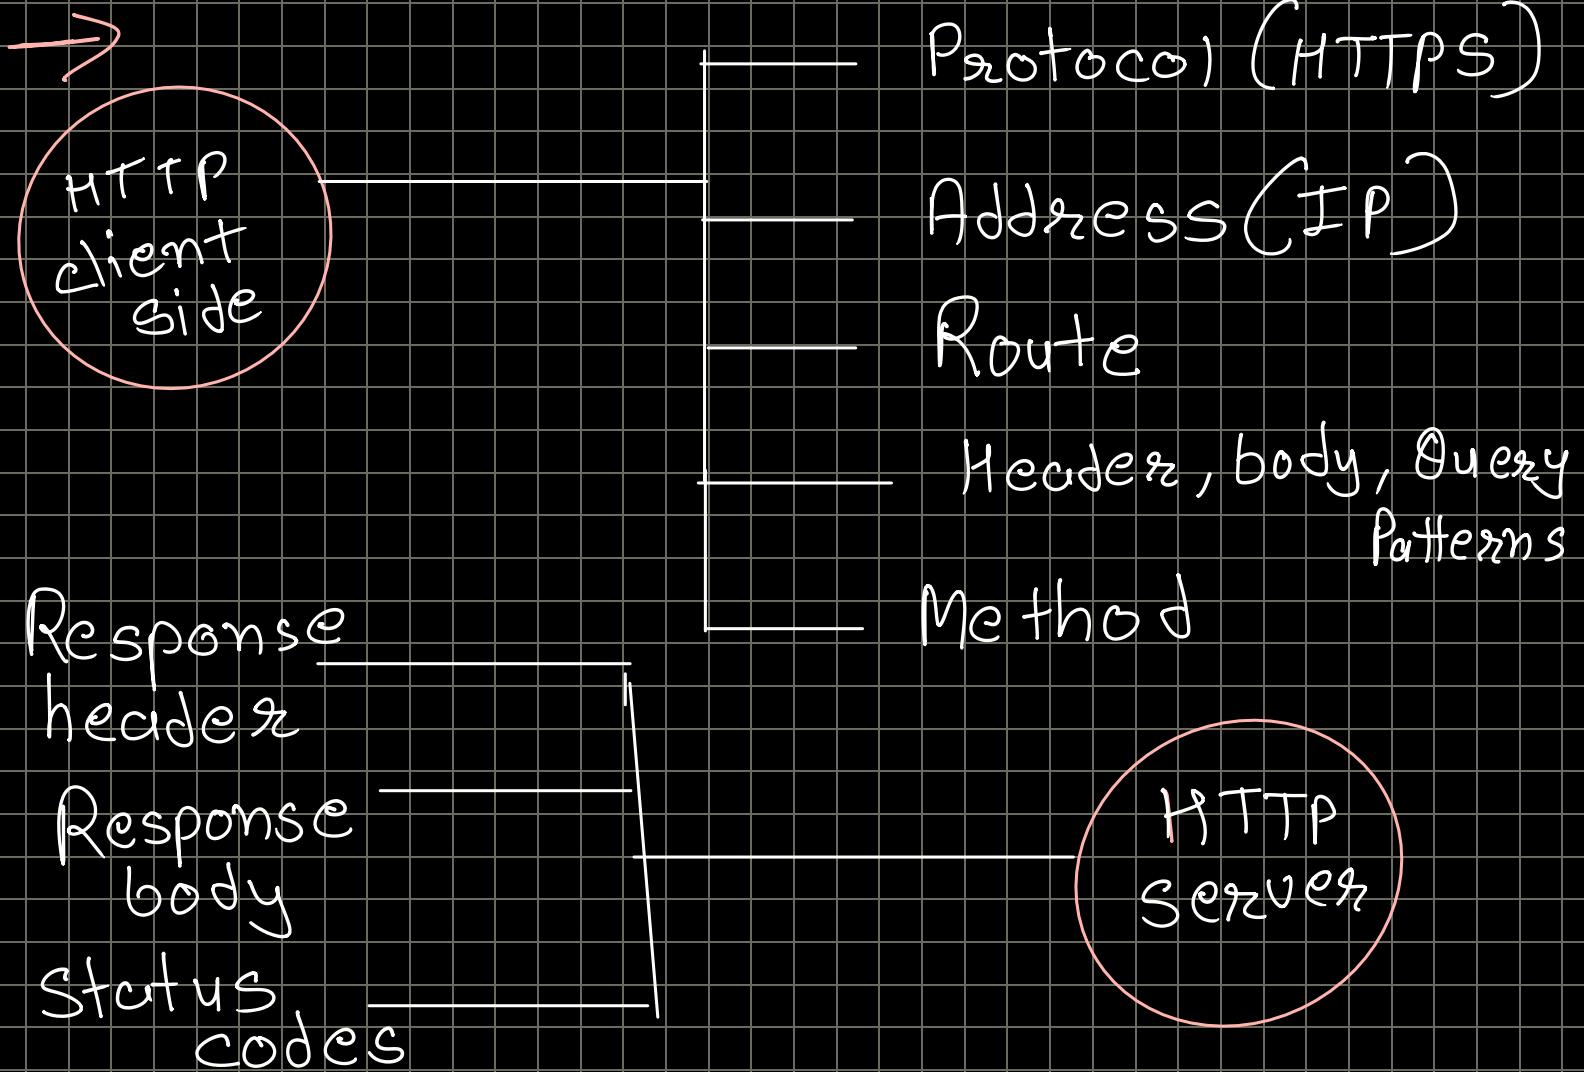 Protocol (HTTPS)
HTTP
client
side
Address (IP)
Route
Header, body, Query
Patterns
Method
Response
header
Response
body
Status
codes
HTTP
server